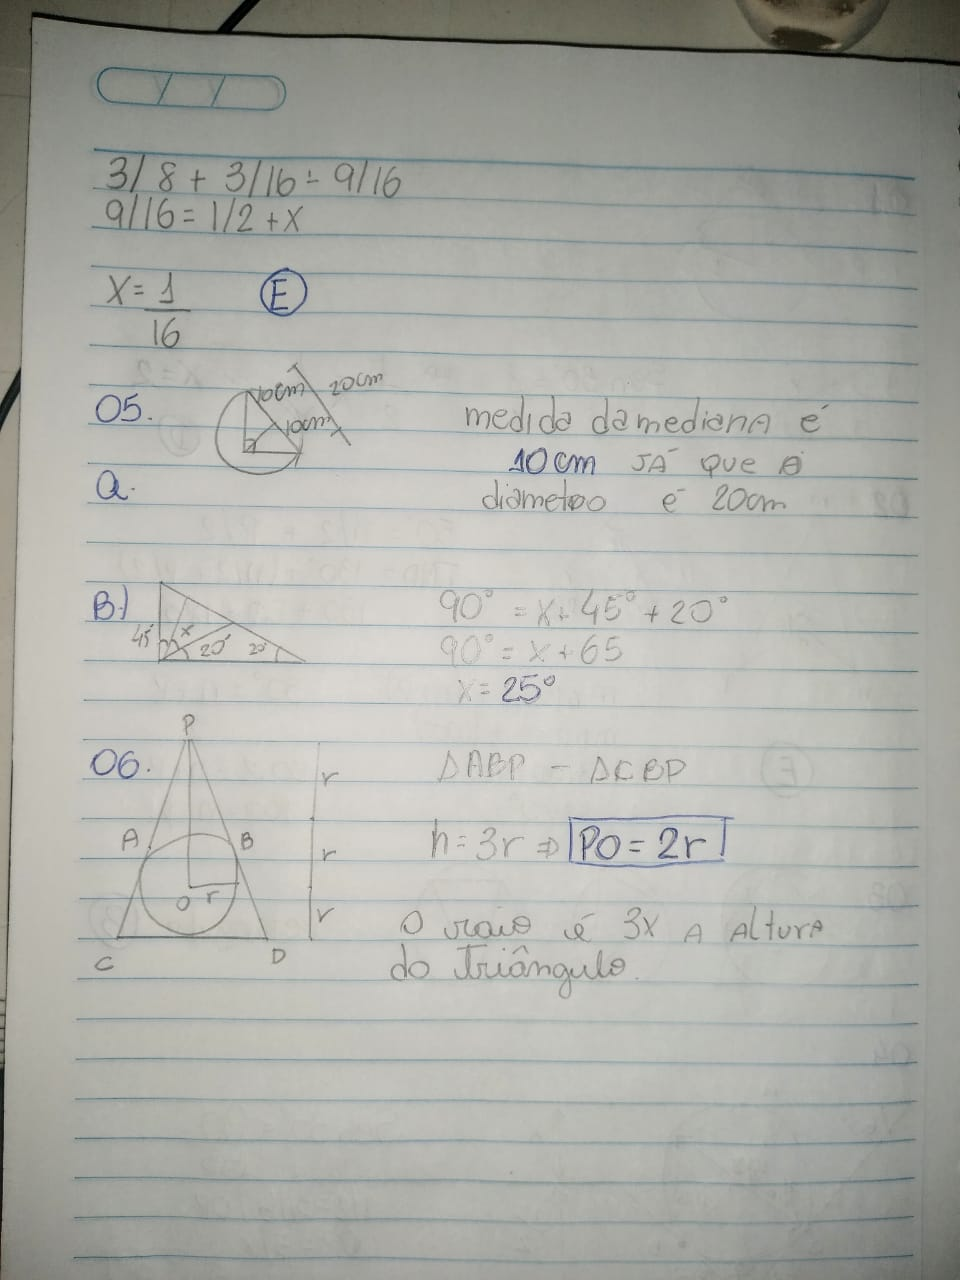 3/8 + 3/16 = 9/16
9/16 = 1/2 + x
x = 1
16
E
05.
10cm
20cm
10cm
medida da mediana é
10cm JÁ QUE O
a.
diametro é 20cm
B)
45°
x
20°
20°
90° = x + 45° + 20°
90° = x + 65
x = 25°
P
06.
r
ΔABP - ΔCBP
A
B
r
h = 3r ⇒ PO = 2r
O
r
r
O raio é 3x A ALTURA
C
D
do Triângulo.